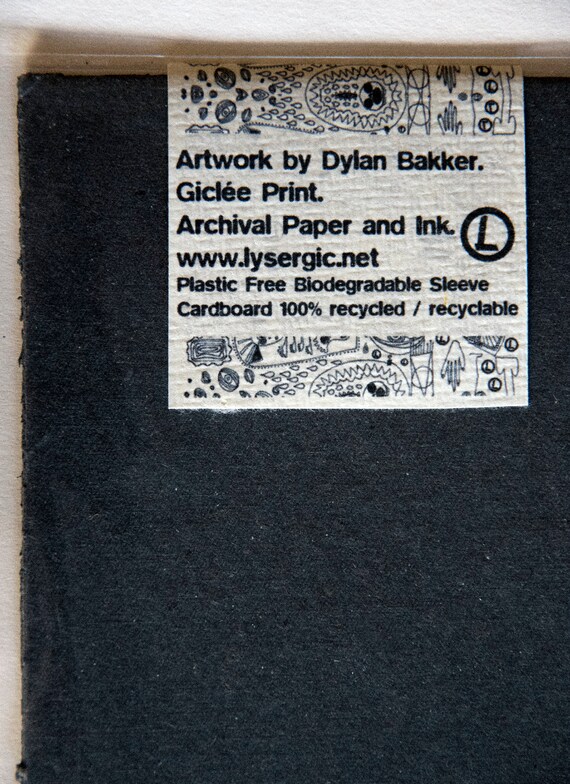 Artwork by Dylan Bakker.
Giclée Print.
Archival Paper and Ink.
L
www.lysergic.net
Plastic Free Biodegradable Sleeve
Cardboard 100% recycled / recyclable